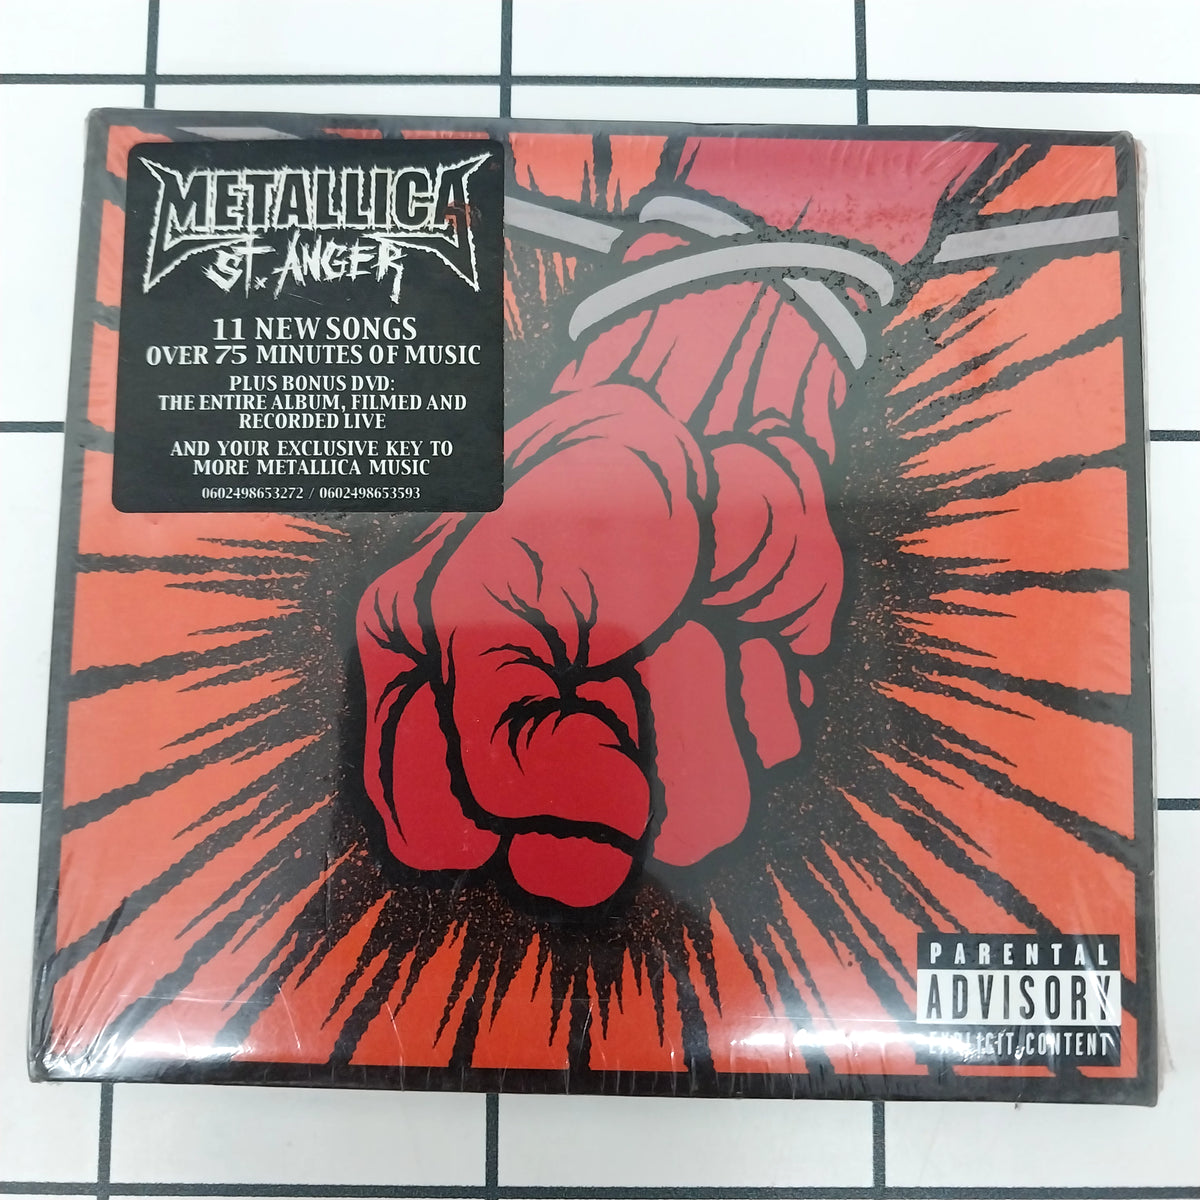 METALLICA
ST. ANGER
11 NEW SONGS
OVER 75 MINUTES OF MUSIC
PLUS BONUS DVD:
THE ENTIRE ALBUM, FILMED AND
RECORDED LIVE
AND YOUR EXCLUSIVE KEY TO
MORE METALLICA MUSIC
0602498653272 / 0602498653593
PARENTAL
ADVISORY
EXPLICIT CONTENT